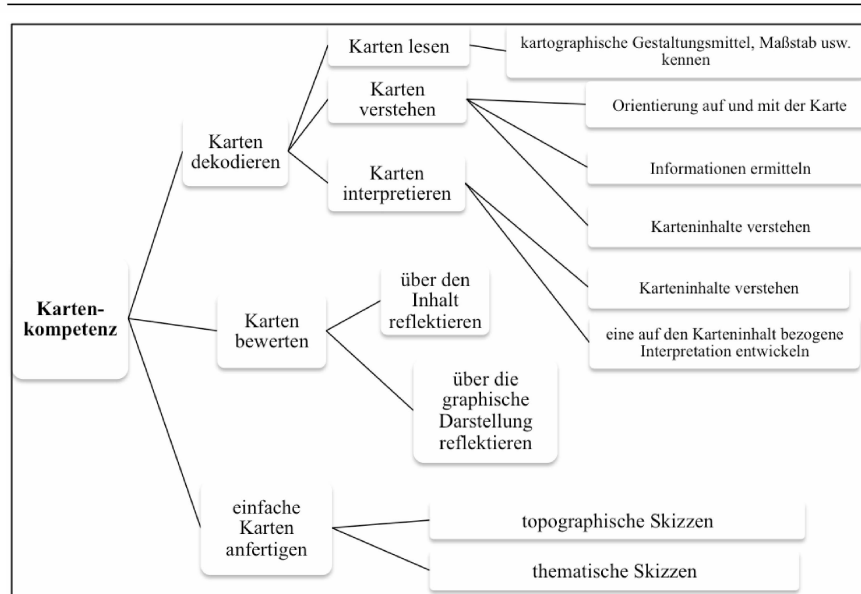 Karten-
kompetenz
Karten
dekodieren
Karten lesen
kartographische Gestaltungsmittel, Maßstab usw.
kennen
Karten
verstehen
Orientierung auf und mit der Karte
Informationen ermitteln
Karteninhalte verstehen
Karten
interpretieren
Karteninhalte verstehen
eine auf den Karteninhalt bezogene
Interpretation entwickeln
Karten
bewerten
über den
Inhalt
reflektieren
über die
graphische
Darstellung
reflektieren
einfache
Karten
anfertigen
topographische Skizzen
thematische Skizzen